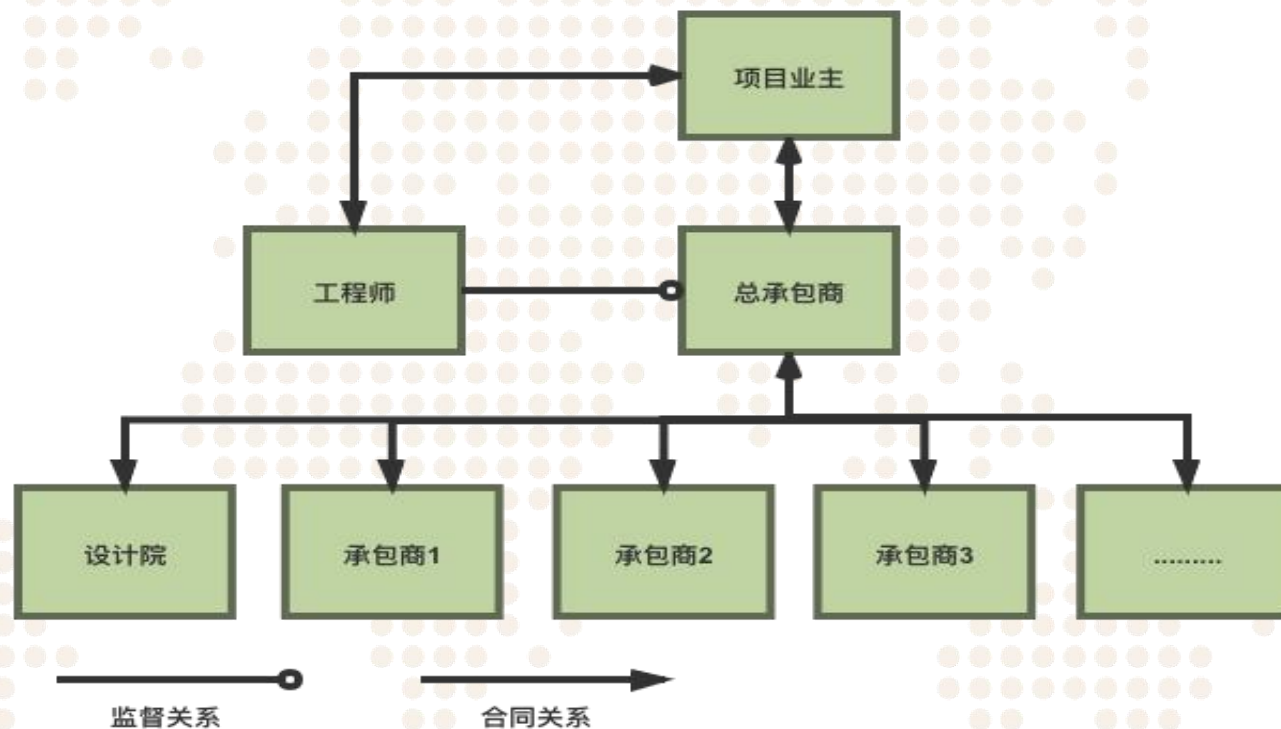 项目业主
工程师
总承包商
设计院
承包商1
承包商2
承包商3
.........
监督关系
合同关系